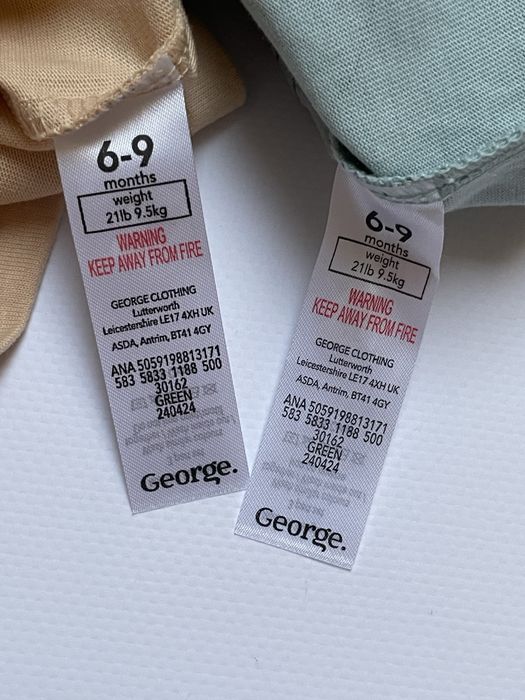 6-9
months
weight
21lb 9.5kg
WARNING
KEEP AWAY FROM FIRE
GEORGE CLOTHING
Lutterworth
Leicestershire LE17 4XH UK
ASDA, Antrim, BT41 4GY
ANA 5059198813171
583 5833 1188 500
30162
GREEN
240424
George.
6-9
months
weight
21lb 9.5kg
WARNING
KEEP AWAY FROM FIRE
GEORGE CLOTHING
Lutterworth
Leicestershire LE17 4XH UK
ASDA, Antrim, BT41 4GY
ANA 5059198813171
583 5833 1188 500
30162
GREEN
240424
George.